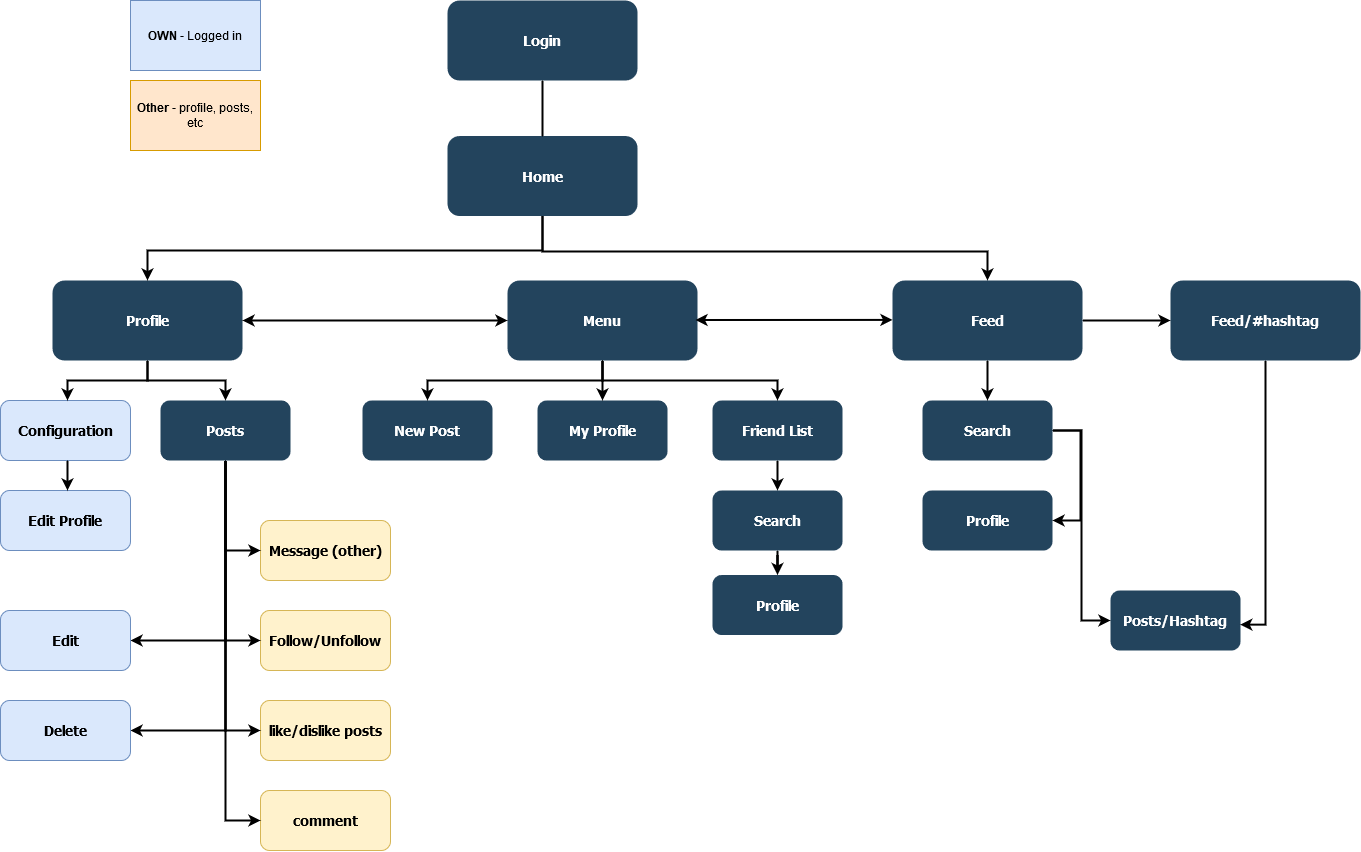 OWN - Logged in
Login
Other - profile, posts,
etc
Home
Profile
Menu
Feed
Feed/#hashtag
Configuration
Posts
New Post
My Profile
Friend List
Search
Edit Profile
Search
Profile
Message (other)
Profile
Posts/Hashtag
Edit
Follow/Unfollow
Delete
like/dislike posts
comment